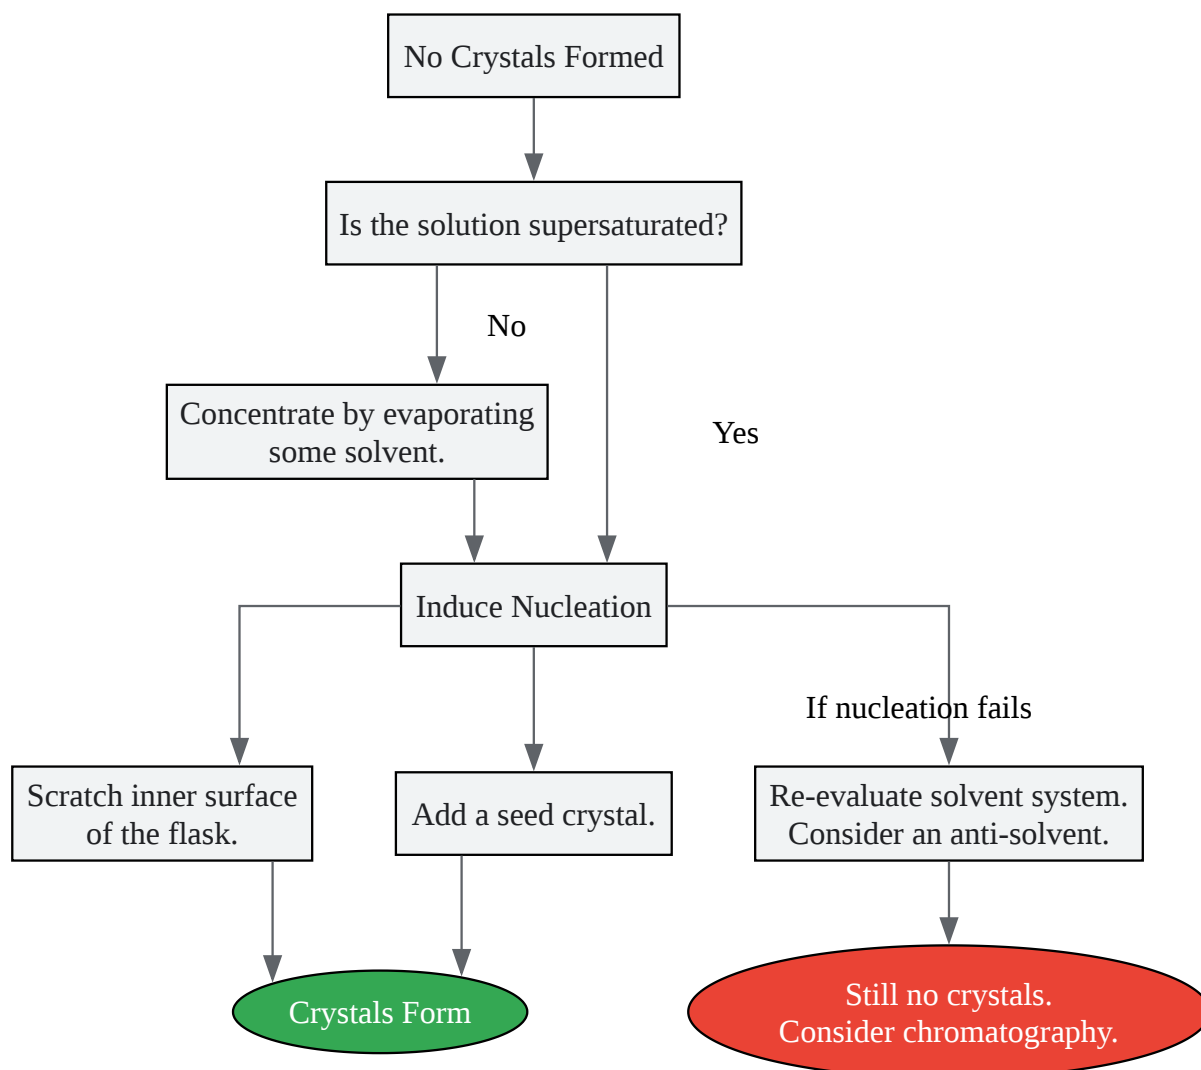 No Crystals Formed
Is the solution supersaturated?
No
Concentrate by evaporating
some solvent.
Yes
Induce Nucleation
If nucleation fails
Scratch inner surface
of the flask.
Add a seed crystal.
Re-evaluate solvent system.
Consider an anti-solvent.
Crystals Form
Still no crystals.
Consider chromatography.